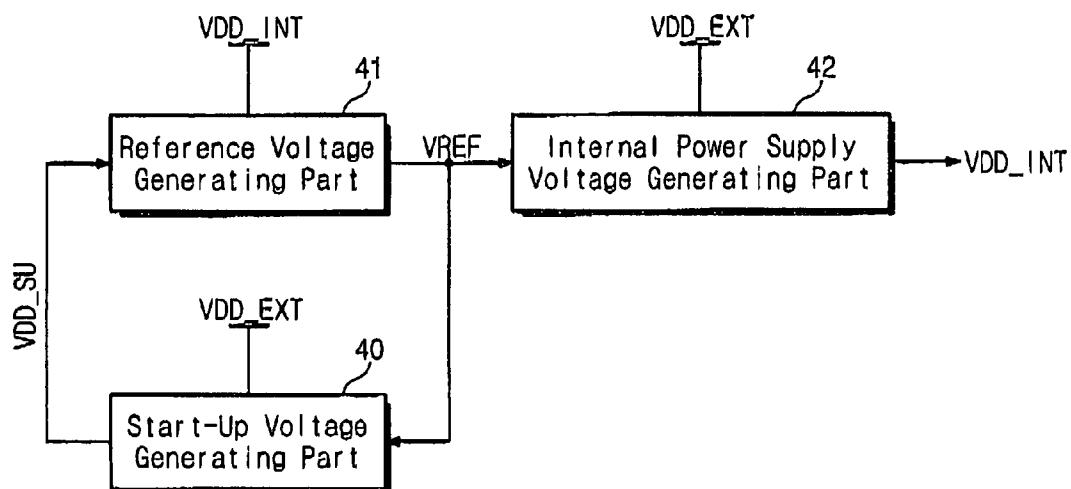 VDD_INT
VDD_EXT
41
42
Reference Voltage
Generating Part
VREF
Internal Power Supply
Voltage Generating Part
VDD_INT
VDD_SU
VDD_EXT
40
Start-Up Voltage
Generating Part